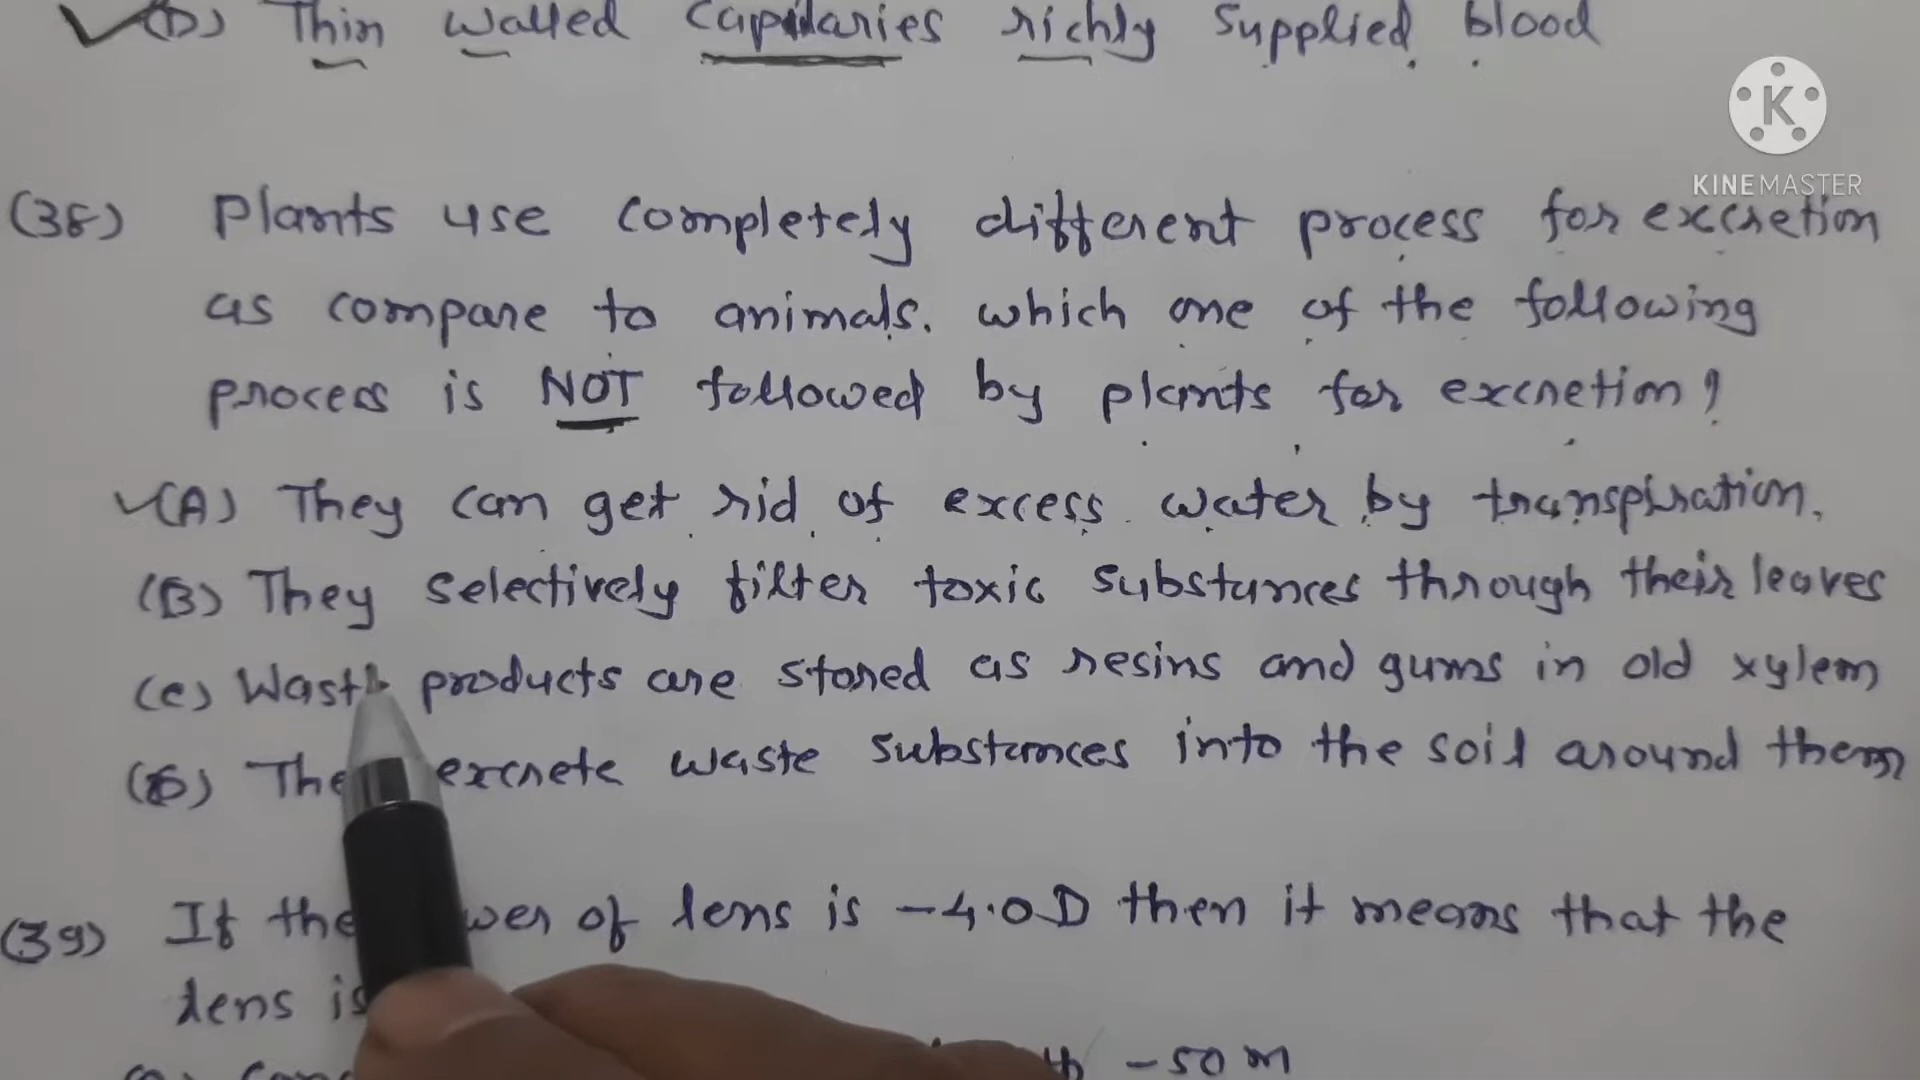 (D) Thin walled capillaries richly supplied blood
K
KINEMASTER
(38) Plants use completely different process for excretion
as compare to animals. which one of the following
process is NOT followed by plants for excretion?
(A) They can get rid of excess water by transpiration.
(B) They selectively filter toxic substances through their leaves
(C) Waste products are stored as resins and gums in old xylem
(D) They excrete waste substances into the soil around them
(39) If the power of lens is -4.0D then it means that the
lens is
-50 m